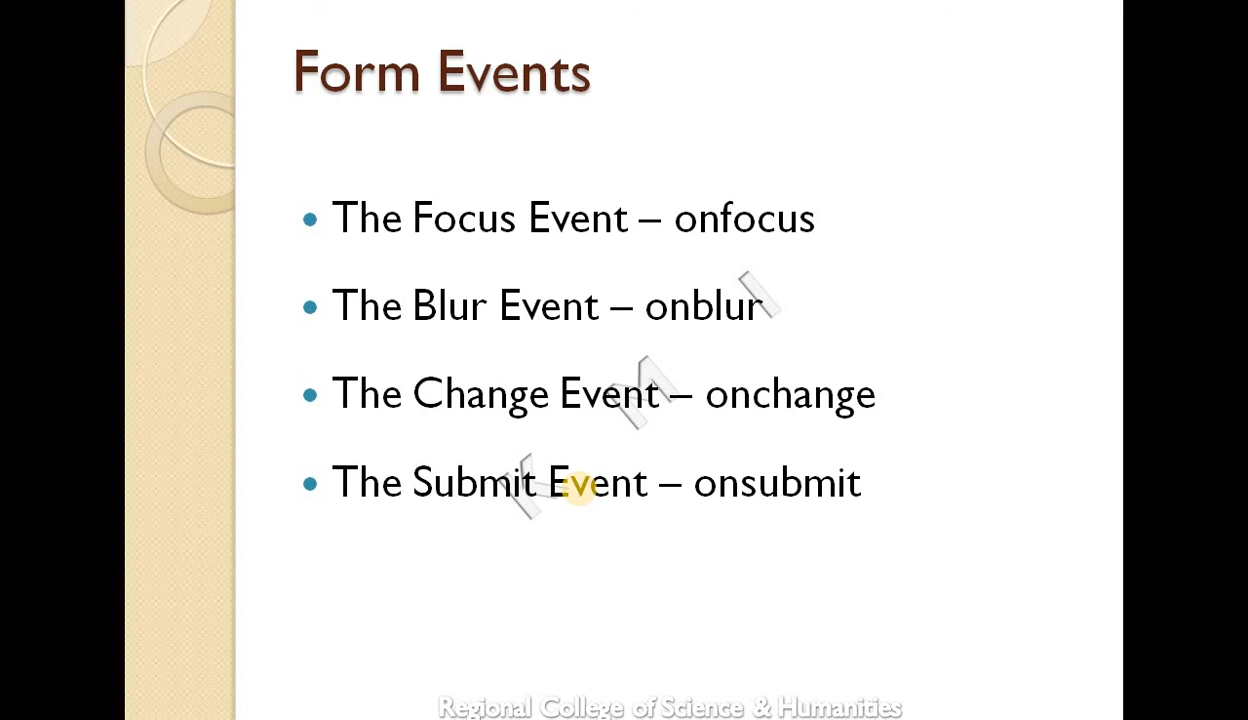 Form Events
• The Focus Event – onfocus
• The Blur Event – onblur
• The Change Event – onchange
• The Submit Event – onsubmit
K M I
Regional College of Science & Humanities